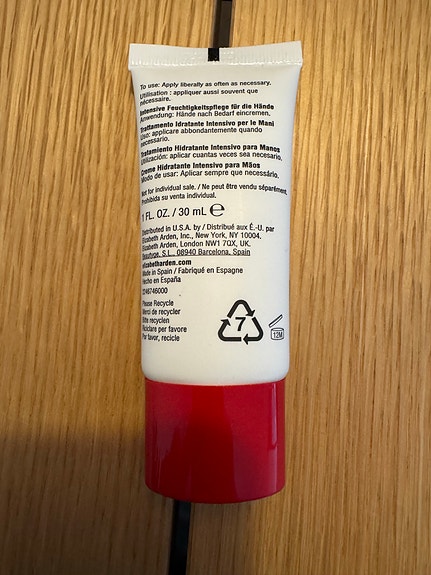 To use: Apply liberally as often as necessary.
Utilisation : appliquer aussi souvent que
nécessaire.
Intensive Feuchtigkeitspflege für die Hände
Anwendung: Hände nach Bedarf eincremen.
Trattamento Idratante Intensivo per le Mani
Uso: applicare abbondantemente quando
necessario.
Tratamiento Hidratante Intensivo para Manos
Utilización: aplicar cuantas veces sea necesario.
Creme Hidratante Intensivo para Mãos
Modo de usar: Aplicar sempre que necessário.
Not for individual sale. / Ne peut être vendu séparément.
Prohibida su venta individual.
1 FL. OZ. / 30 mL ℮
Distributed in U.S.A. by / Distribué aux É.-U. par
Elizabeth Arden, Inc., New York, NY 10004.
Elizabeth Arden, London NW1 7QX, UK.
Beautyge, S.L., 08940 Barcelona, Spain
elizabetharden.com
Made in Spain / Fabriqué en Espagne
Hecho en España
Please Recycle
Merci de recycler
Bitte recyclen
Riciclare per favore
Por favor, recicle
7
12M